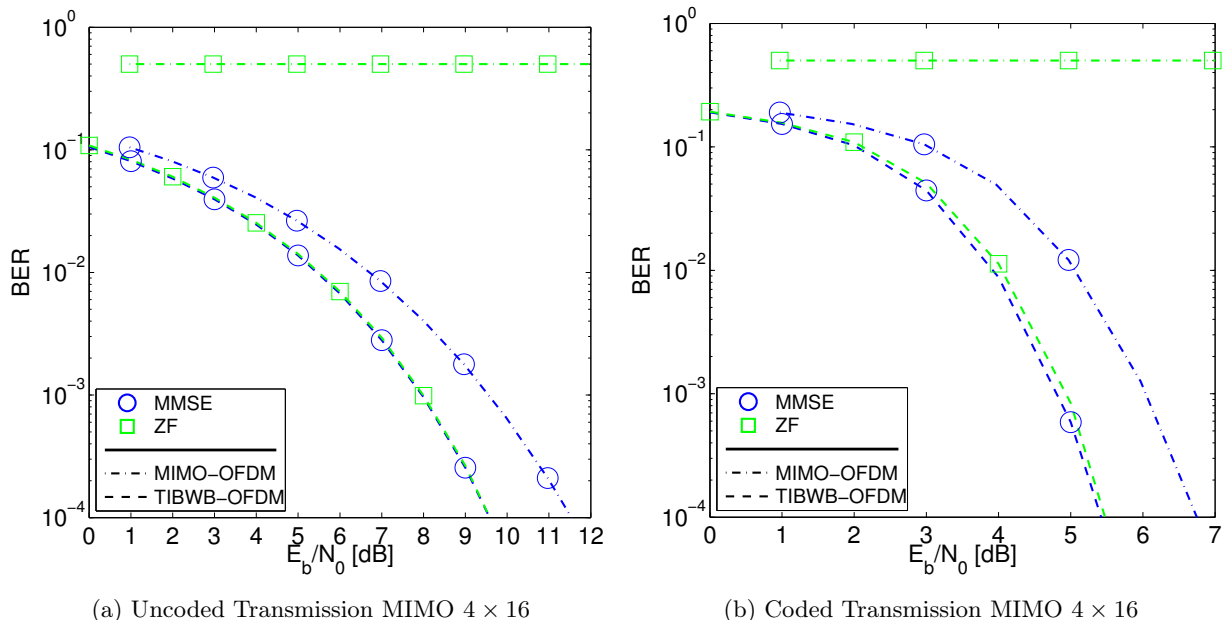 10^0
10^-1
10^-2
10^-3
10^-4
BER
0 1 2 3 4 5 6 7 8 9 10 11 12
E_b/N_0 [dB]
MMSE
ZF
MIMO-OFDM
TIBWB-OFDM
(a) Uncoded Transmission MIMO 4 × 16
10^0
10^-1
10^-2
10^-3
10^-4
BER
0 1 2 3 4 5 6 7
E_b/N_0 [dB]
MMSE
ZF
MIMO-OFDM
TIBWB-OFDM
(b) Coded Transmission MIMO 4 × 16